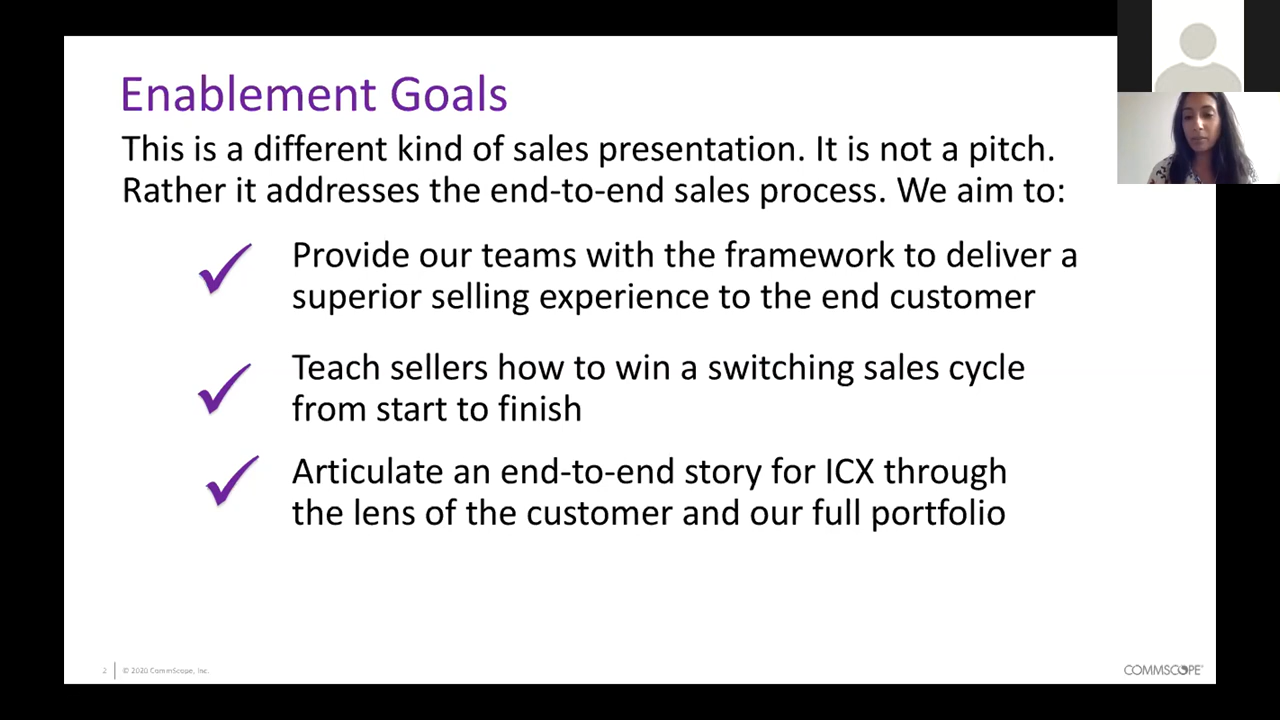 Enablement Goals
This is a different kind of sales presentation. It is not a pitch.
Rather it addresses the end-to-end sales process. We aim to:
Provide our teams with the framework to deliver a
superior selling experience to the end customer
Teach sellers how to win a switching sales cycle
from start to finish
Articulate an end-to-end story for ICX through
the lens of the customer and our full portfolio
2 © 2020 CommScope, Inc.
COMMSCOPE®